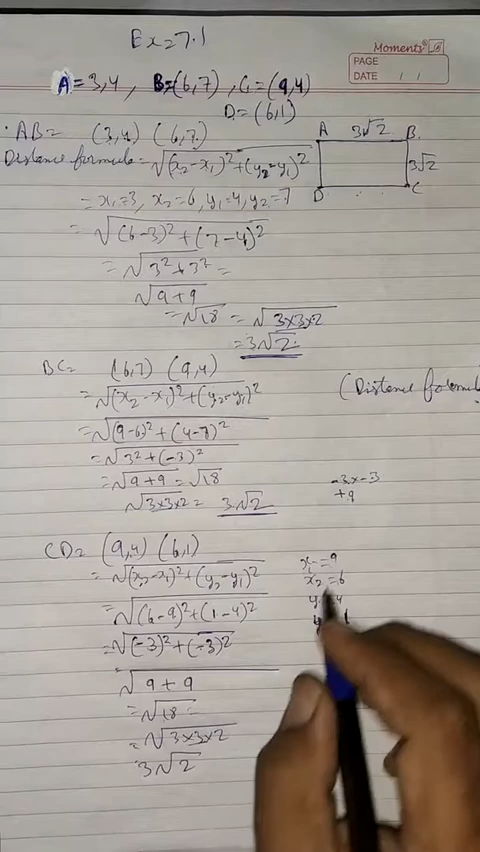 Ex=7.1
Moments
PAGE
DATE / /
A=3,4 , B=(6,7) , C=(9,4)
D=(6,1)
AB= (3,4) (6,7)
A 3√2 B
Distance formula=√(x₂-x₁)²+(y₂-y₁)²
3√2
= x₁=3, x₂=6, y₁=4, y₂=7
D C
=√(6-3)²+(7-4)²
=√3²+3² =
√9+9
=√18 = √3×3×2
=3√2
BC= (6,7) (9,4)
=√(x₂-x₁)²+(y₂-y₁)²
(Distance formula
=√(9-6)²+(4-7)²
=√3²+(-3)²
=√9+9 =√18
-3×-3
√3×3×2 = 3√2
+9
CD= (9,4) (6,1)
=√(x₂-x₁)²+(y₂-y₁)²
x₁=9
x₂=6
=√(6-9)²+(1-4)²
=√(-3)²+(-3)²
=
√9+9
=√18 =
=√3×3×2
3√2